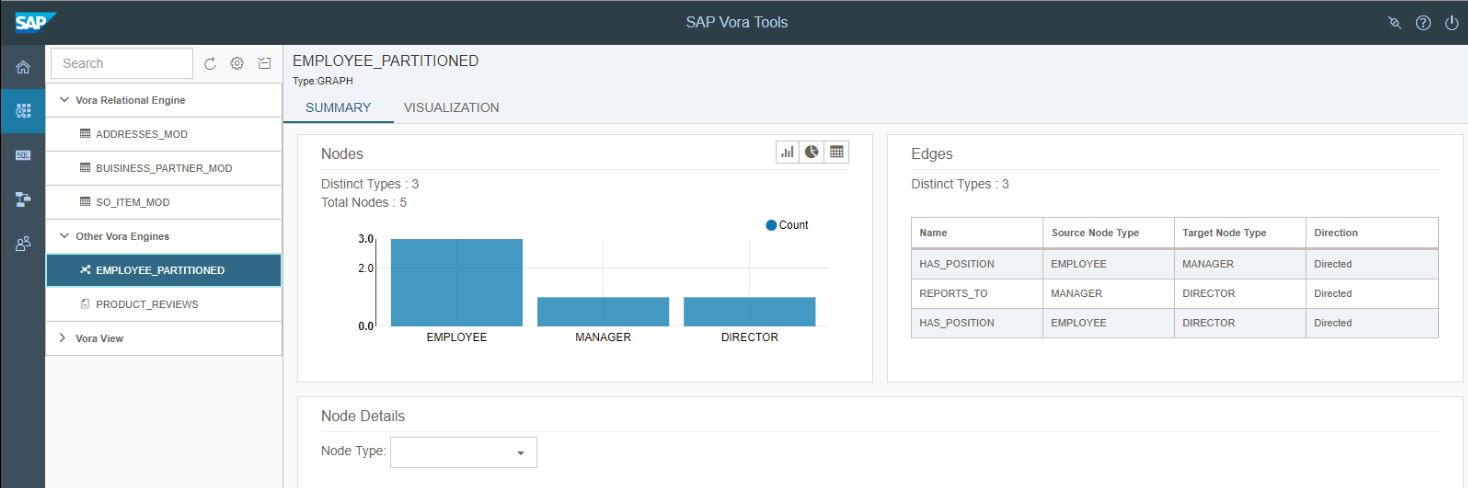 SAP
SAP Vora Tools
Search
Vora Relational Engine
ADDRESSES_MOD
BUISINESS_PARTNER_MOD
SO_ITEM_MOD
Other Vora Engines
EMPLOYEE_PARTITIONED
PRODUCT_REVIEWS
Vora View
SQL
EMPLOYEE_PARTITIONED
Type:GRAPH
SUMMARY VISUALIZATION
Nodes
Distinct Types : 3
Total Nodes : 5
Count
3.0
2.0
0.0
EMPLOYEE MANAGER DIRECTOR
Edges
Distinct Types : 3
Name Source Node Type Target Node Type Direction
HAS_POSITION EMPLOYEE MANAGER Directed
REPORTS_TO MANAGER DIRECTOR Directed
HAS_POSITION EMPLOYEE DIRECTOR Directed
Node Details
Node Type: